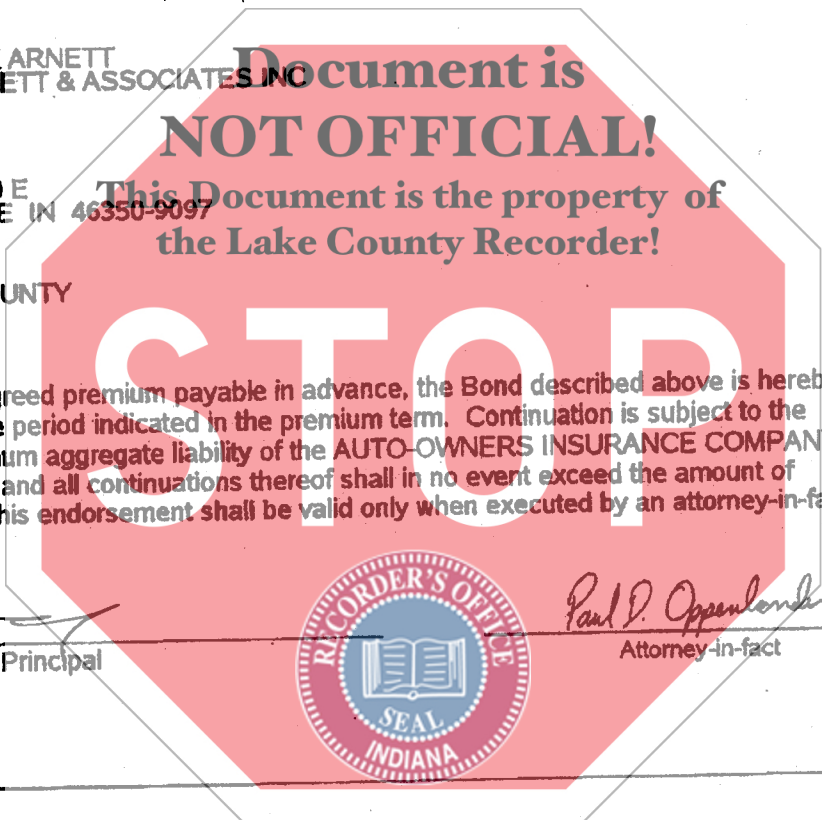 ARNETT
ETT & ASSOCIATES INC
Document is
NOT OFFICIAL!
E
This Document is the property of
E IN 46350-9097
the Lake County Recorder!
UNTY
STOP
reed premium payable in advance, the Bond described above is hereb
period indicated in the premium term. Continuation is subject to the
um aggregate liability of the AUTO-OWNERS INSURANCE COMPAN
and all continuations thereof shall in no event exceed the amount of
his endorsement shall be valid only when executed by an attorney-in-fa
Paul D. Oppenlande
Principal
Attorney-in-fact
RECORDER'S OFFICE
SEAL
INDIANA